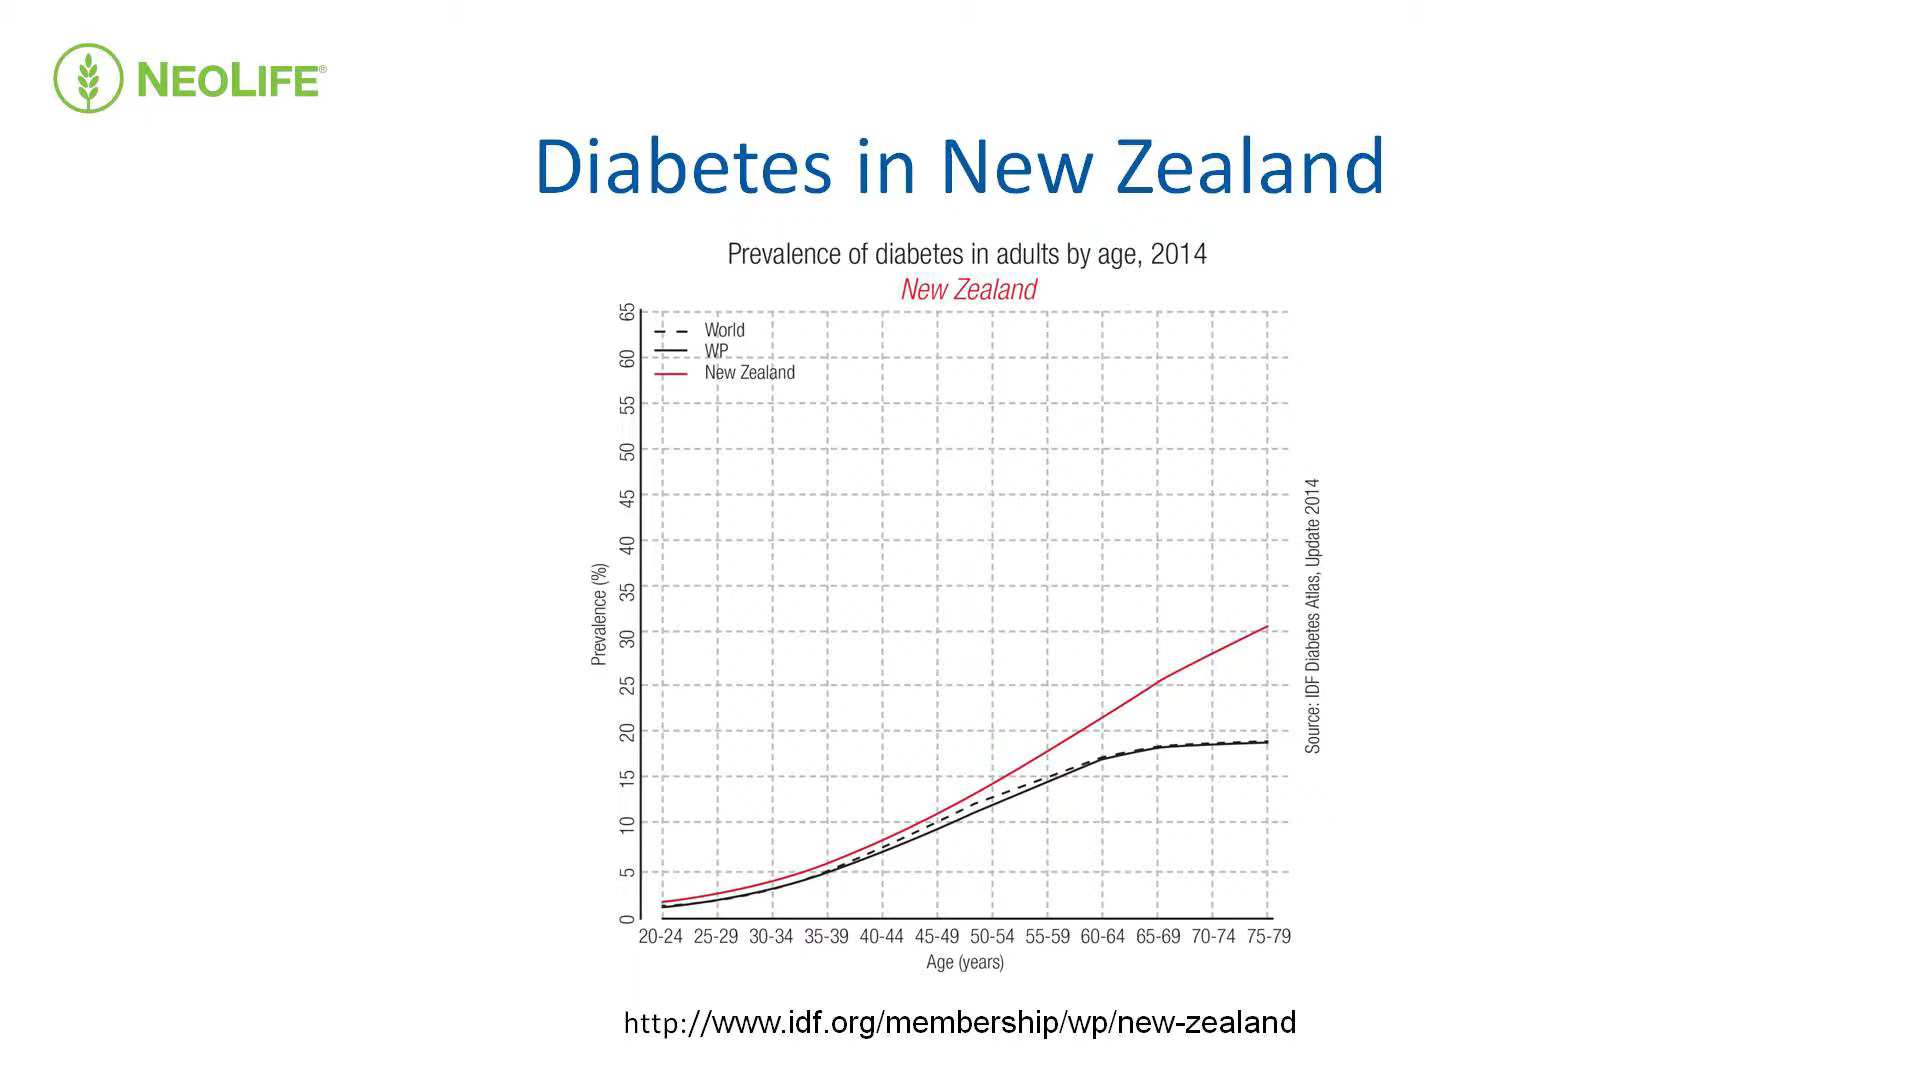 NEOLIFE®
Diabetes in New Zealand
Prevalence of diabetes in adults by age, 2014
New Zealand
World
WP
New Zealand
65
60
55
50
45
40
35
30
25
20
15
10
5
0
Prevalence (%)
20-24 25-29 30-34 35-39 40-44 45-49 50-54 55-59 60-64 65-69 70-74 75-79
Age (years)
Source: IDF Diabetes Atlas, Update 2014
http://www.idf.org/membership/wp/new-zealand